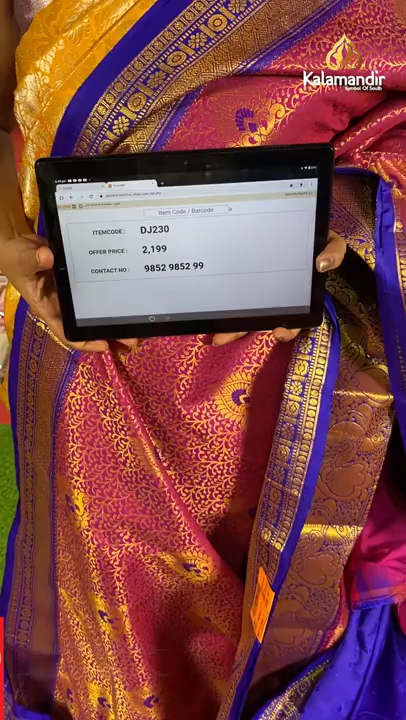 Kalamandir
Symbol Of South
Item Code / Barcode
ITEMCODE : DJ230
OFFER PRICE : 2,199
CONTACT NO : 9852 9852 99